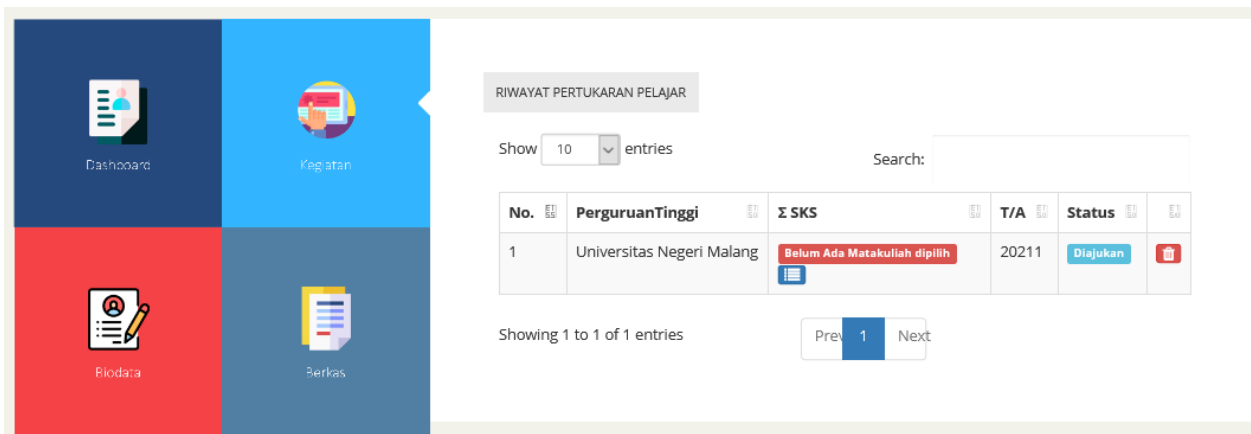 Dashboard
Kegiatan
Biodata
Berkas
RIWAYAT PERTUKARAN PELAJAR
Show 10 entries
Search:
No. PerguruanTinggi Σ SKS T/A Status
1 Universitas Negeri Malang Belum Ada Matakuliah dipilih 20211 Diajukan
Showing 1 to 1 of 1 entries
Prev 1 Next